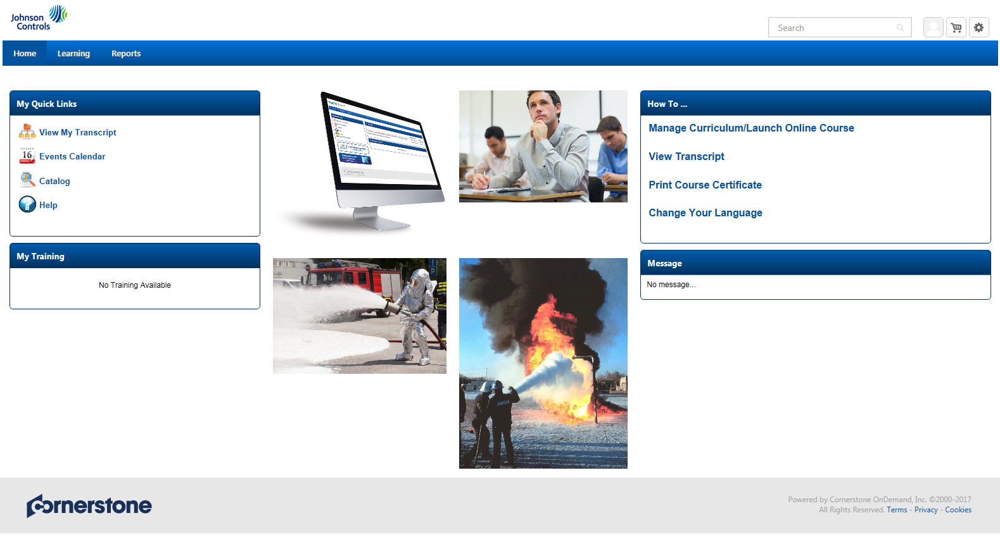 Johnson
Controls
Search
Home
Learning
Reports
My Quick Links
View My Transcript
16
Events Calendar
Catalog
?
Help
My Training
No Training Available
P
ANSUL
How To ...
Manage Curriculum/Launch Online Course
View Transcript
Print Course Certificate
Change Your Language
Message
No message...
Cornerstone
Powered by Cornerstone OnDemand, Inc. ©2000-2017
All Rights Reserved. Terms - Privacy - Cookies